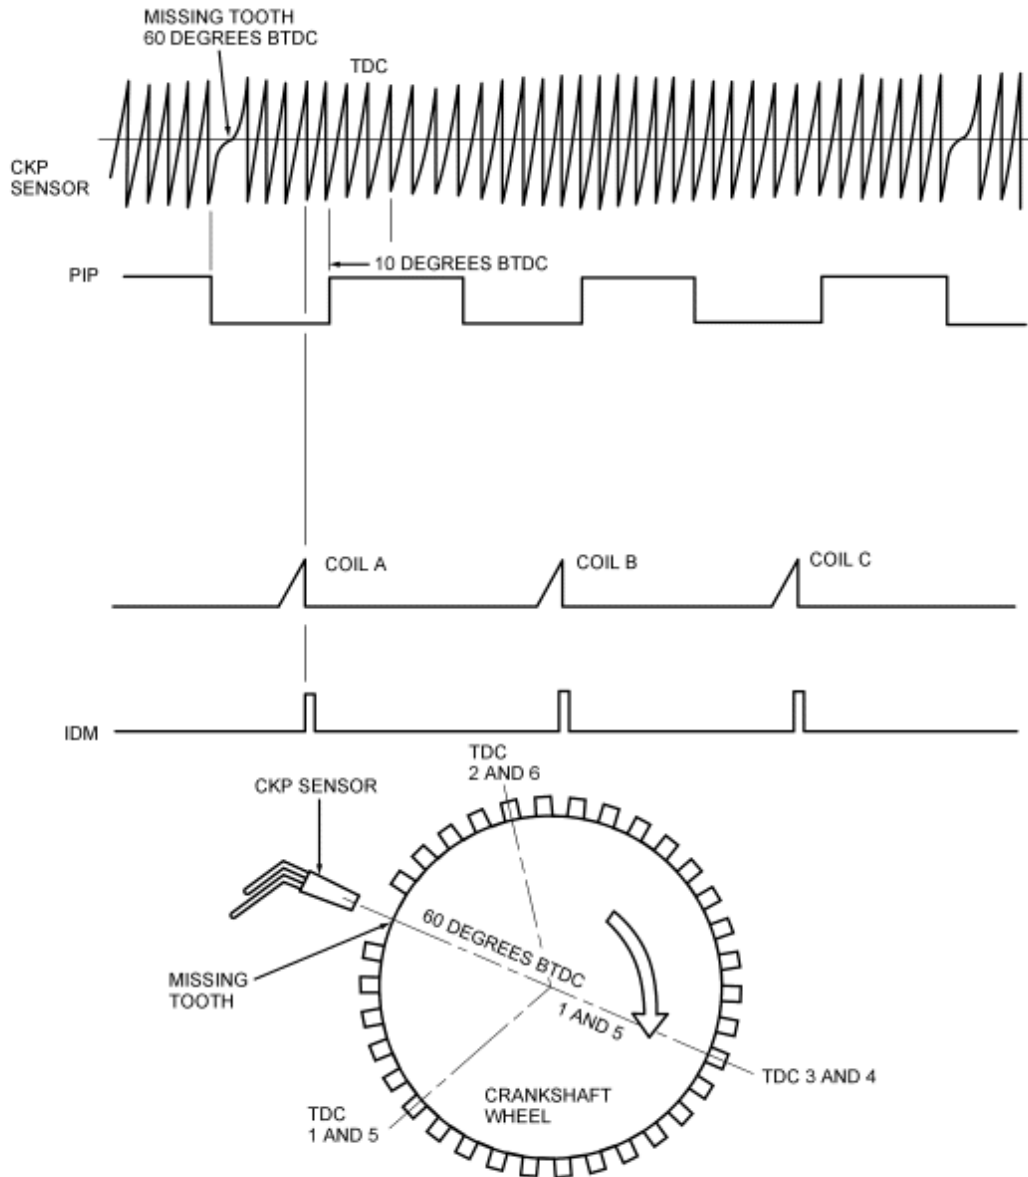 MISSING TOOTH
60 DEGREES BTDC
TDC
CKP
SENSOR
PIP
10 DEGREES BTDC
COIL A
COIL B
COIL C
IDM
TDC
2 AND 6
CKP SENSOR
60 DEGREES BTDC
1 AND 5
MISSING
TOOTH
TDC 3 AND 4
CRANKSHAFT
WHEEL
TDC
1 AND 5